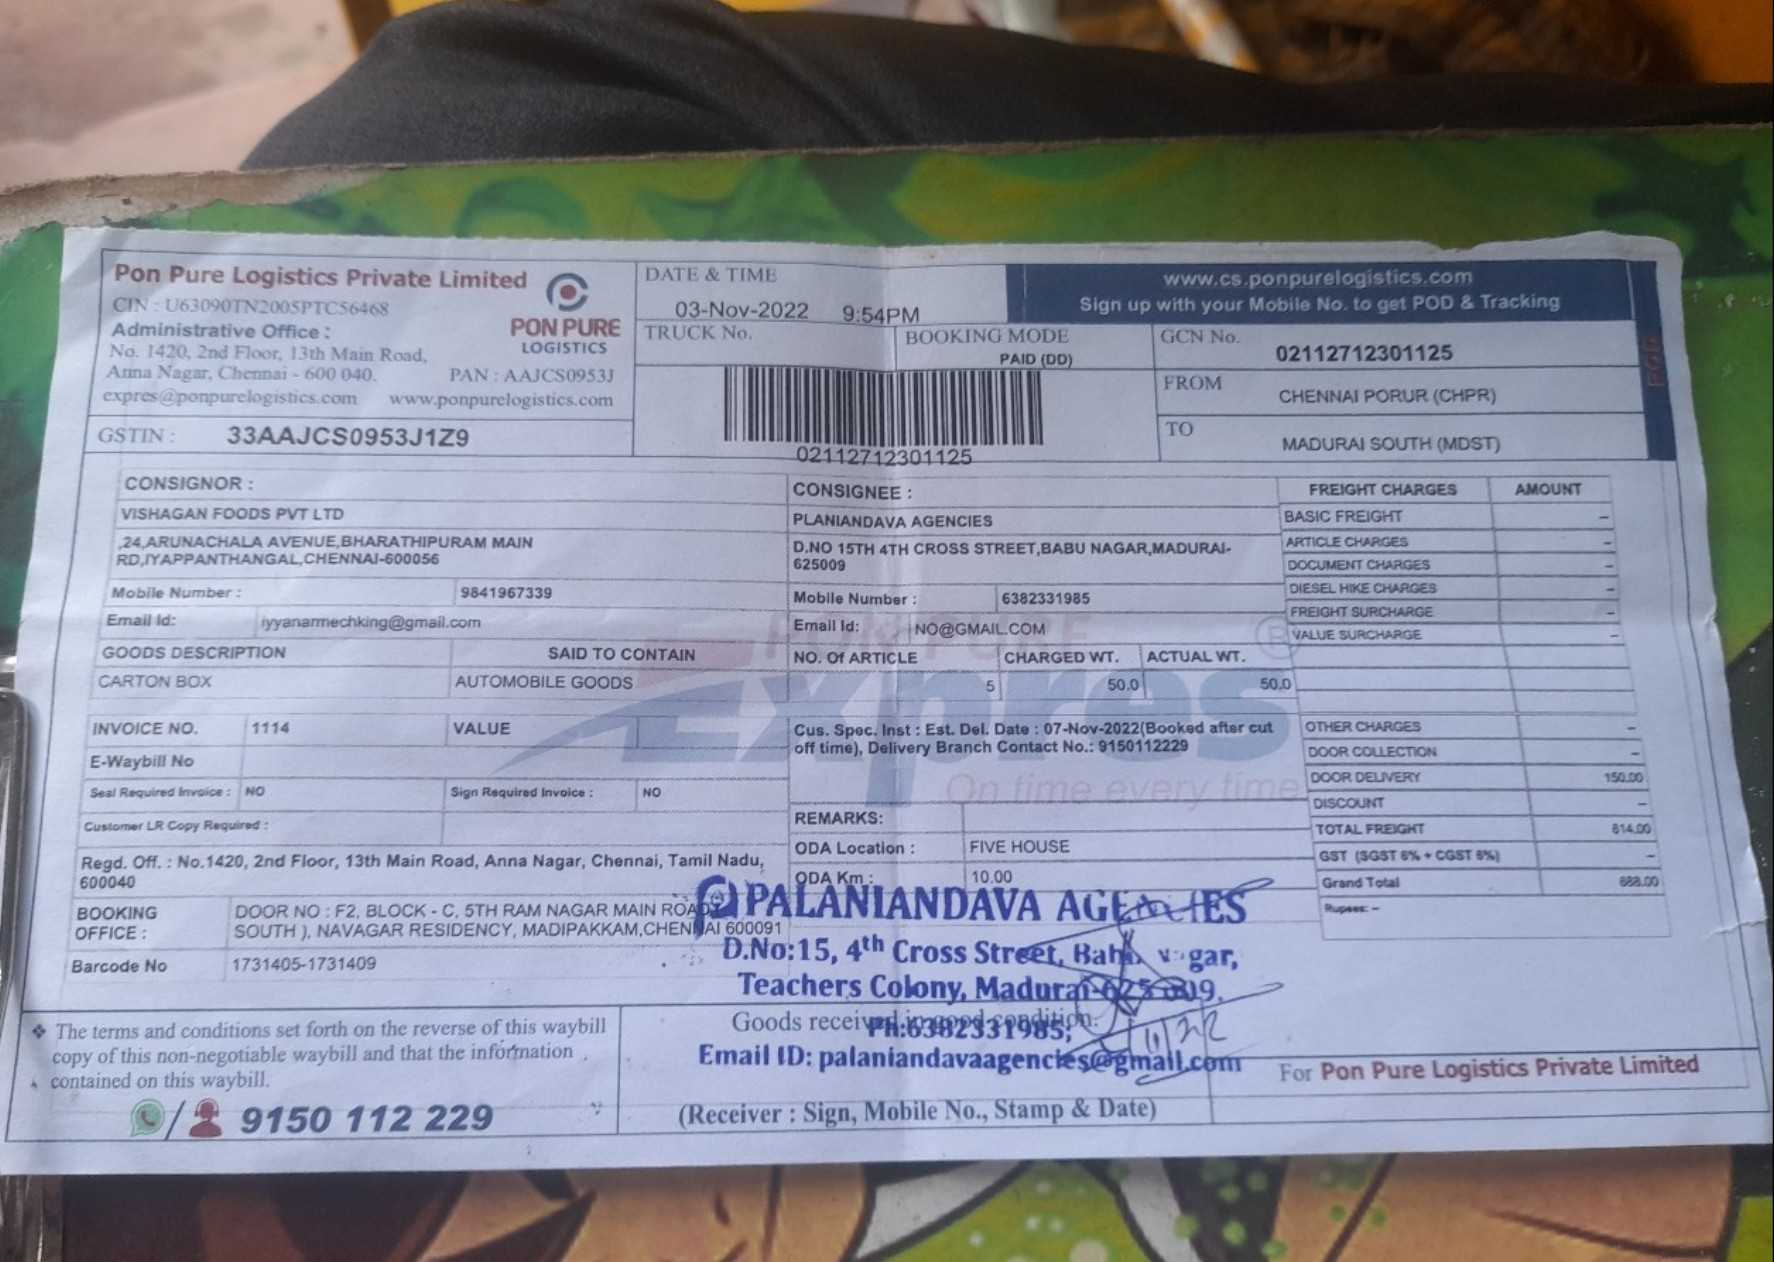 Pon Pure Logistics Private Limited
CIN : U63090TN2005PTC56468
Administrative Office :
No. 1420, 2nd Floor, 13th Main Road,
Anna Nagar, Chennai - 600 040.
PAN : AAJCS0953J
expres@ponpurelogistics.com www.ponpurelogistics.com
PON PURE
LOGISTICS
GSTIN : 33AAJCS0953J1Z9
DATE & TIME
03-Nov-2022 9:54PM
TRUCK No.
BOOKING MODE
PAID (DD)
02112712301125
www.cs.ponpurelogistics.com
Sign up with your Mobile No. to get POD & Tracking
GCN No. 02112712301125
FROM CHENNAI PORUR (CHPR)
TO MADURAI SOUTH (MDST)
POD
CONSIGNOR :
VISHAGAN FOODS PVT LTD
,24,ARUNACHALA AVENUE,BHARATHIPURAM MAIN
RD,IYAPPANTHANGAL,CHENNAI-600056
Mobile Number : 9841967339
Email Id: iyyanarmechking@gmail.com
GOODS DESCRIPTION SAID TO CONTAIN
CARTON BOX AUTOMOBILE GOODS
INVOICE NO. 1114 VALUE
E-Waybill No
Seal Required Invoice : NO Sign Required Invoice : NO
Customer LR Copy Required :
Regd. Off. : No.1420, 2nd Floor, 13th Main Road, Anna Nagar, Chennai, Tamil Nadu,
600040
BOOKING
OFFICE :
DOOR NO : F2, BLOCK - C, 5TH RAM NAGAR MAIN ROAD
SOUTH ), NAVAGAR RESIDENCY, MADIPAKKAM,CHENNAI 600091
Barcode No 1731405-1731409
CONSIGNEE :
PLANIANDAVA AGENCIES
D.NO 15TH 4TH CROSS STREET,BABU NAGAR,MADURAI-
625009
Mobile Number : 6382331985
Email Id: NO@GMAIL.COM
NO. Of ARTICLE CHARGED WT. ACTUAL WT.
5 50.0 50.0
Cus. Spec. Inst : Est. Del. Date : 07-Nov-2022(Booked after cut
off time), Delivery Branch Contact No.: 9150112229
REMARKS:
ODA Location : FIVE HOUSE
ODA Km : 10.00
PON PURE
Expres
On time every time
FREIGHT CHARGES AMOUNT
BASIC FREIGHT –
ARTICLE CHARGES –
DOCUMENT CHARGES –
DIESEL HIKE CHARGES –
FREIGHT SURCHARGE –
VALUE SURCHARGE –
OTHER CHARGES –
DOOR COLLECTION –
DOOR DELIVERY 150.00
DISCOUNT –
TOTAL FREIGHT 614.00
GST (SGST 6% + CGST 6%) –
Grand Total 688.00
Rupees: –
PALANIANDAVA AGENCIES
D.No:15, 4th Cross Street, Babu Nagar,
Teachers Colony, Madurai-625 009.
Goods received in good condition.
PH:6382331985,
Email ID: palaniandavaagencies@gmail.com
(Receiver : Sign, Mobile No., Stamp & Date)
❖ The terms and conditions set forth on the reverse of this waybill
copy of this non-negotiable waybill and that the information
contained on this waybill.
9150 112 229
For Pon Pure Logistics Private Limited